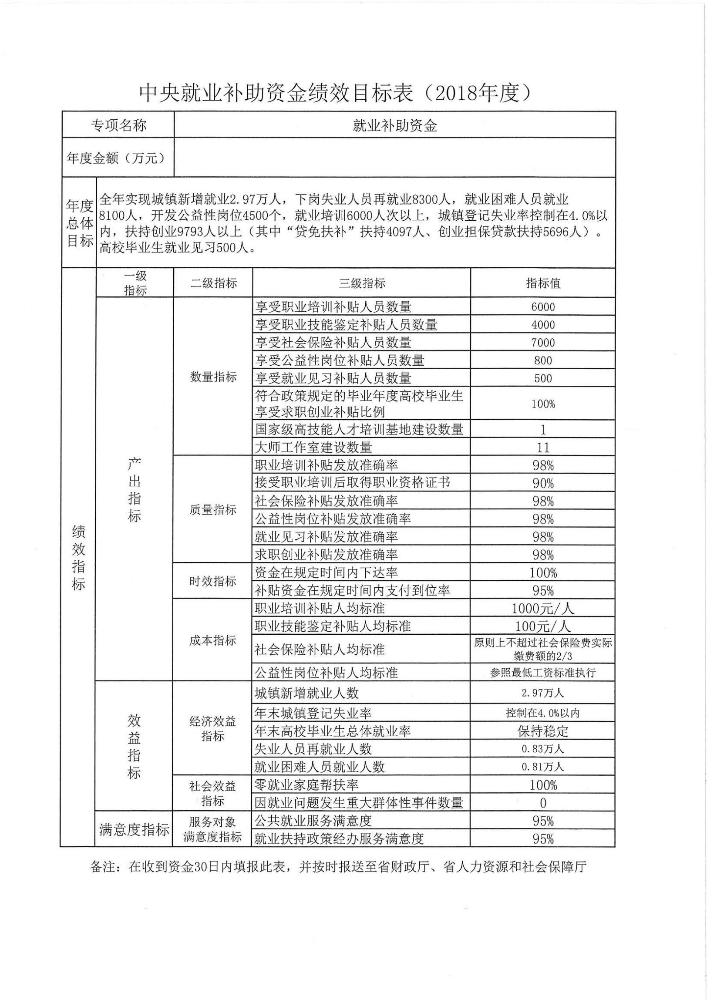 中央就业补助资金绩效目标表（2018年度）
专项名称
就业补助资金
年度金额（万元）
年度
总体
目标
全年实现城镇新增就业2.97万人，下岗失业人员再就业8300人，就业困难人员就业
8100人，开发公益性岗位4500个，就业培训6000人次以上，城镇登记失业率控制在4.0%以
内，扶持创业9793人以上（其中“贷免扶补”扶持4097人、创业担保贷款扶持5696人）。
高校毕业生就业见习500人。
绩效指标
一级
指标
二级指标
三级指标
指标值
产出指标
数量指标
享受职业培训补贴人员数量
6000
享受职业技能鉴定补贴人员数量
4000
享受社会保险补贴人员数量
7000
享受公益性岗位补贴人员数量
800
享受就业见习补贴人员数量
500
符合政策规定的毕业年度高校毕业生
享受求职创业补贴比例
100%
国家级高技能人才培训基地建设数量
1
大师工作室建设数量
11
质量指标
职业培训补贴发放准确率
98%
接受职业培训后取得职业资格证书
90%
社会保险补贴发放准确率
98%
公益性岗位补贴发放准确率
98%
就业见习补贴发放准确率
98%
求职创业补贴发放准确率
98%
时效指标
资金在规定时间内下达率
100%
补贴资金在规定时间内支付到位率
95%
成本指标
职业培训补贴人均标准
1000元/人
职业技能鉴定补贴人均标准
100元/人
社会保险补贴人均标准
原则上不超过社会保险费实际
缴费额的2/3
公益性岗位补贴人均标准
参照最低工资标准执行
效益指标
经济效益
指标
城镇新增就业人数
2.97万人
年末城镇登记失业率
控制在4.0%以内
年末高校毕业生总体就业率
保持稳定
失业人员再就业人数
0.83万人
就业困难人员就业人数
0.81万人
社会效益
指标
零就业家庭帮扶率
100%
因就业问题发生重大群体性事件数量
0
满意度指标
服务对象
满意度指标
公共就业服务满意度
95%
就业扶持政策经办服务满意度
95%
备注：在收到资金30日内填报此表，并按时报送至省财政厅、省人力资源和社会保障厅